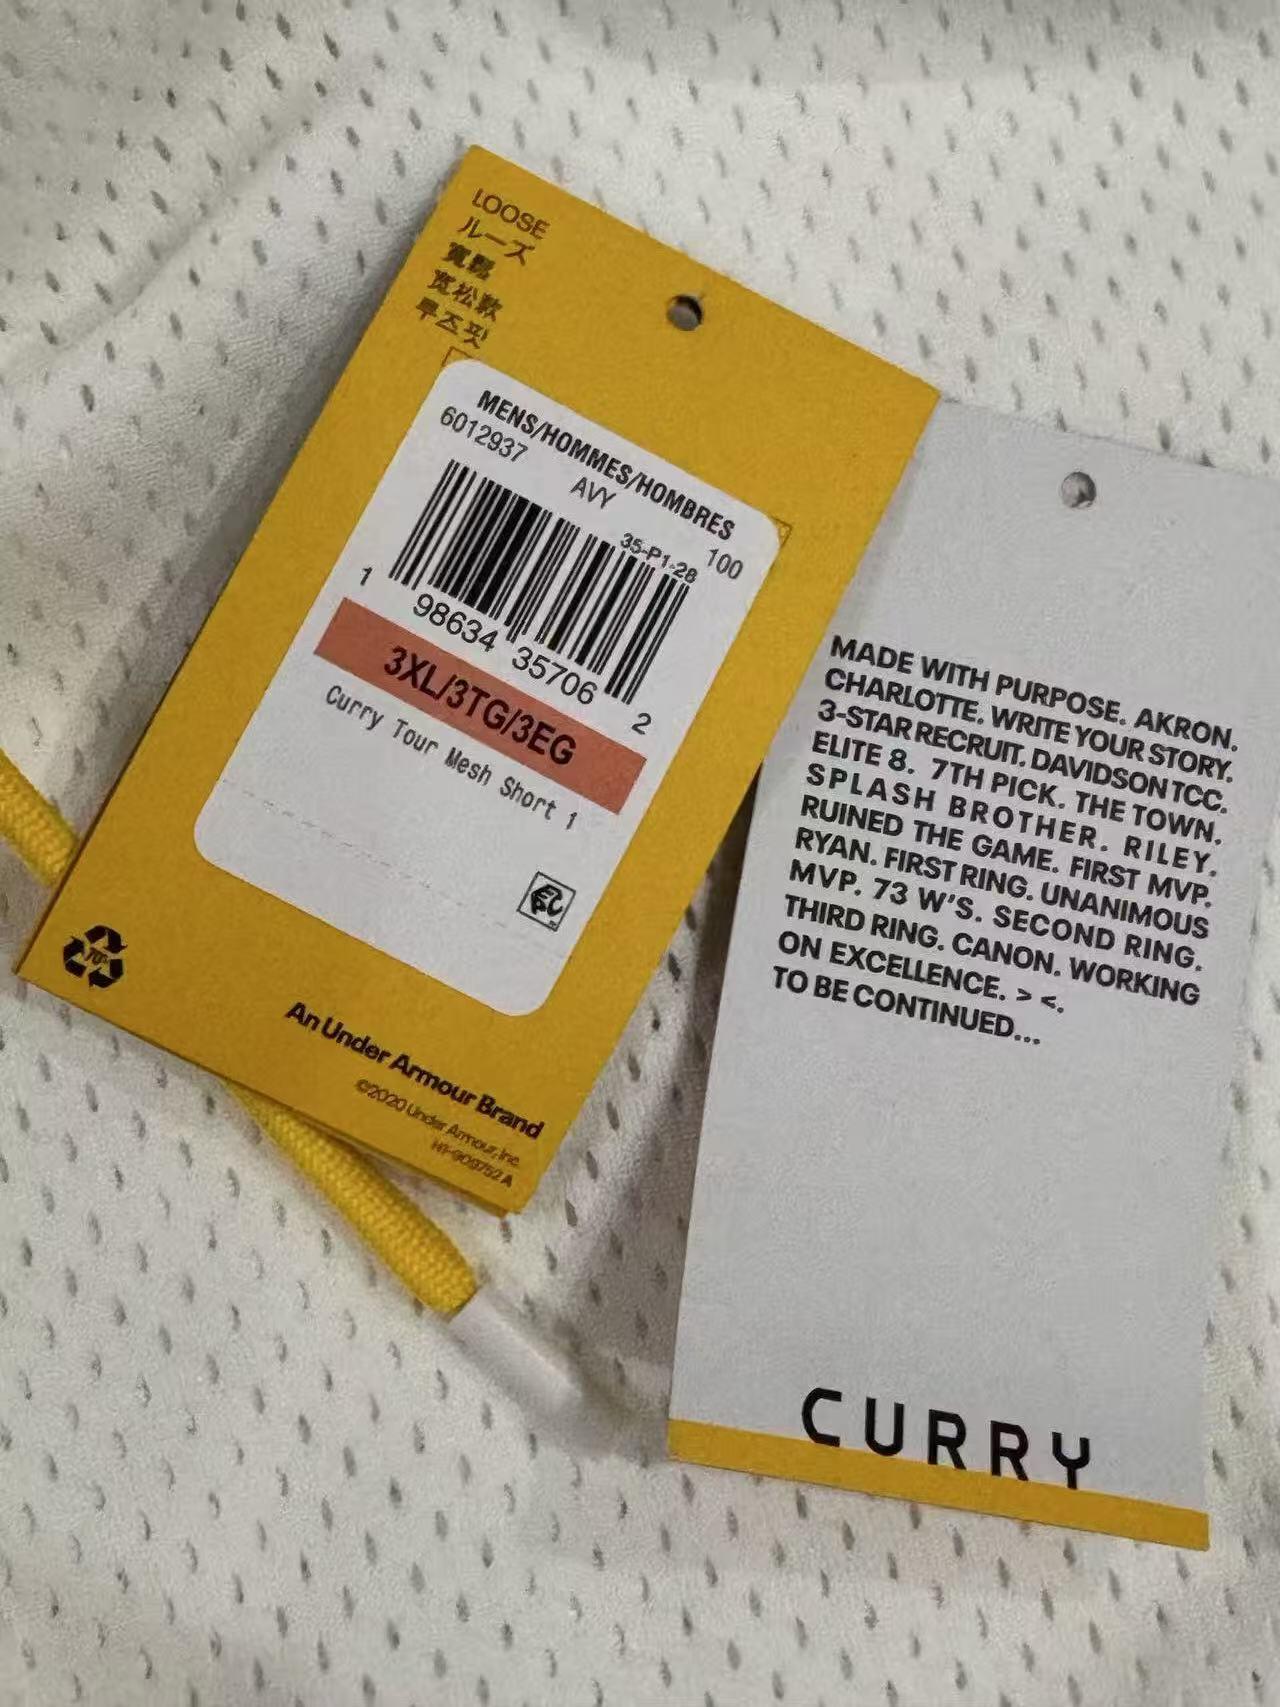 LOOSE
ルーズ
寬鬆
宽松款
루즈핏
MENS/HOMMES/HOMBRES
6012937
AVY
100
35-P1-28
1 98634 35706 2
3XL/3TG/3EG
Curry Tour Mesh Short 1
70%
An Under Armour Brand
©2020 Under Armour, Inc.
H1-909752 A
MADE WITH PURPOSE. AKRON.
CHARLOTTE. WRITE YOUR STORY.
3-STAR RECRUIT. DAVIDSON TCC.
ELITE 8. 7TH PICK. THE TOWN.
SPLASH BROTHER. RILEY.
RUINED THE GAME. FIRST MVP.
RYAN. FIRST RING. UNANIMOUS
MVP. 73 W'S. SECOND RING.
THIRD RING. CANON. WORKING
ON EXCELLENCE. > <.
TO BE CONTINUED...
CURRY